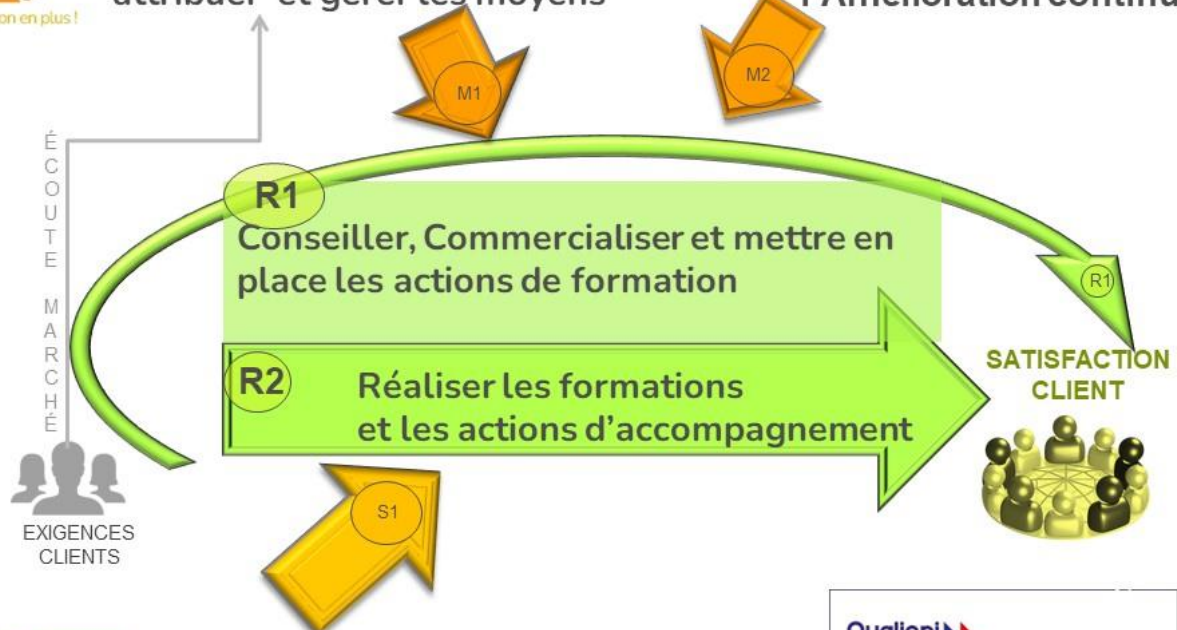 on en plus !
attribuer et gérer les moyens
l'Amélioration continu
M1
M2
ÉCOUTE MARCHÉ
R1
Conseiller, Commercialiser et mettre en
place les actions de formation
R1
R2
Réaliser les formations
et les actions d'accompagnement
SATISFACTION
CLIENT
S1
EXIGENCES
CLIENTS
Qualiopi